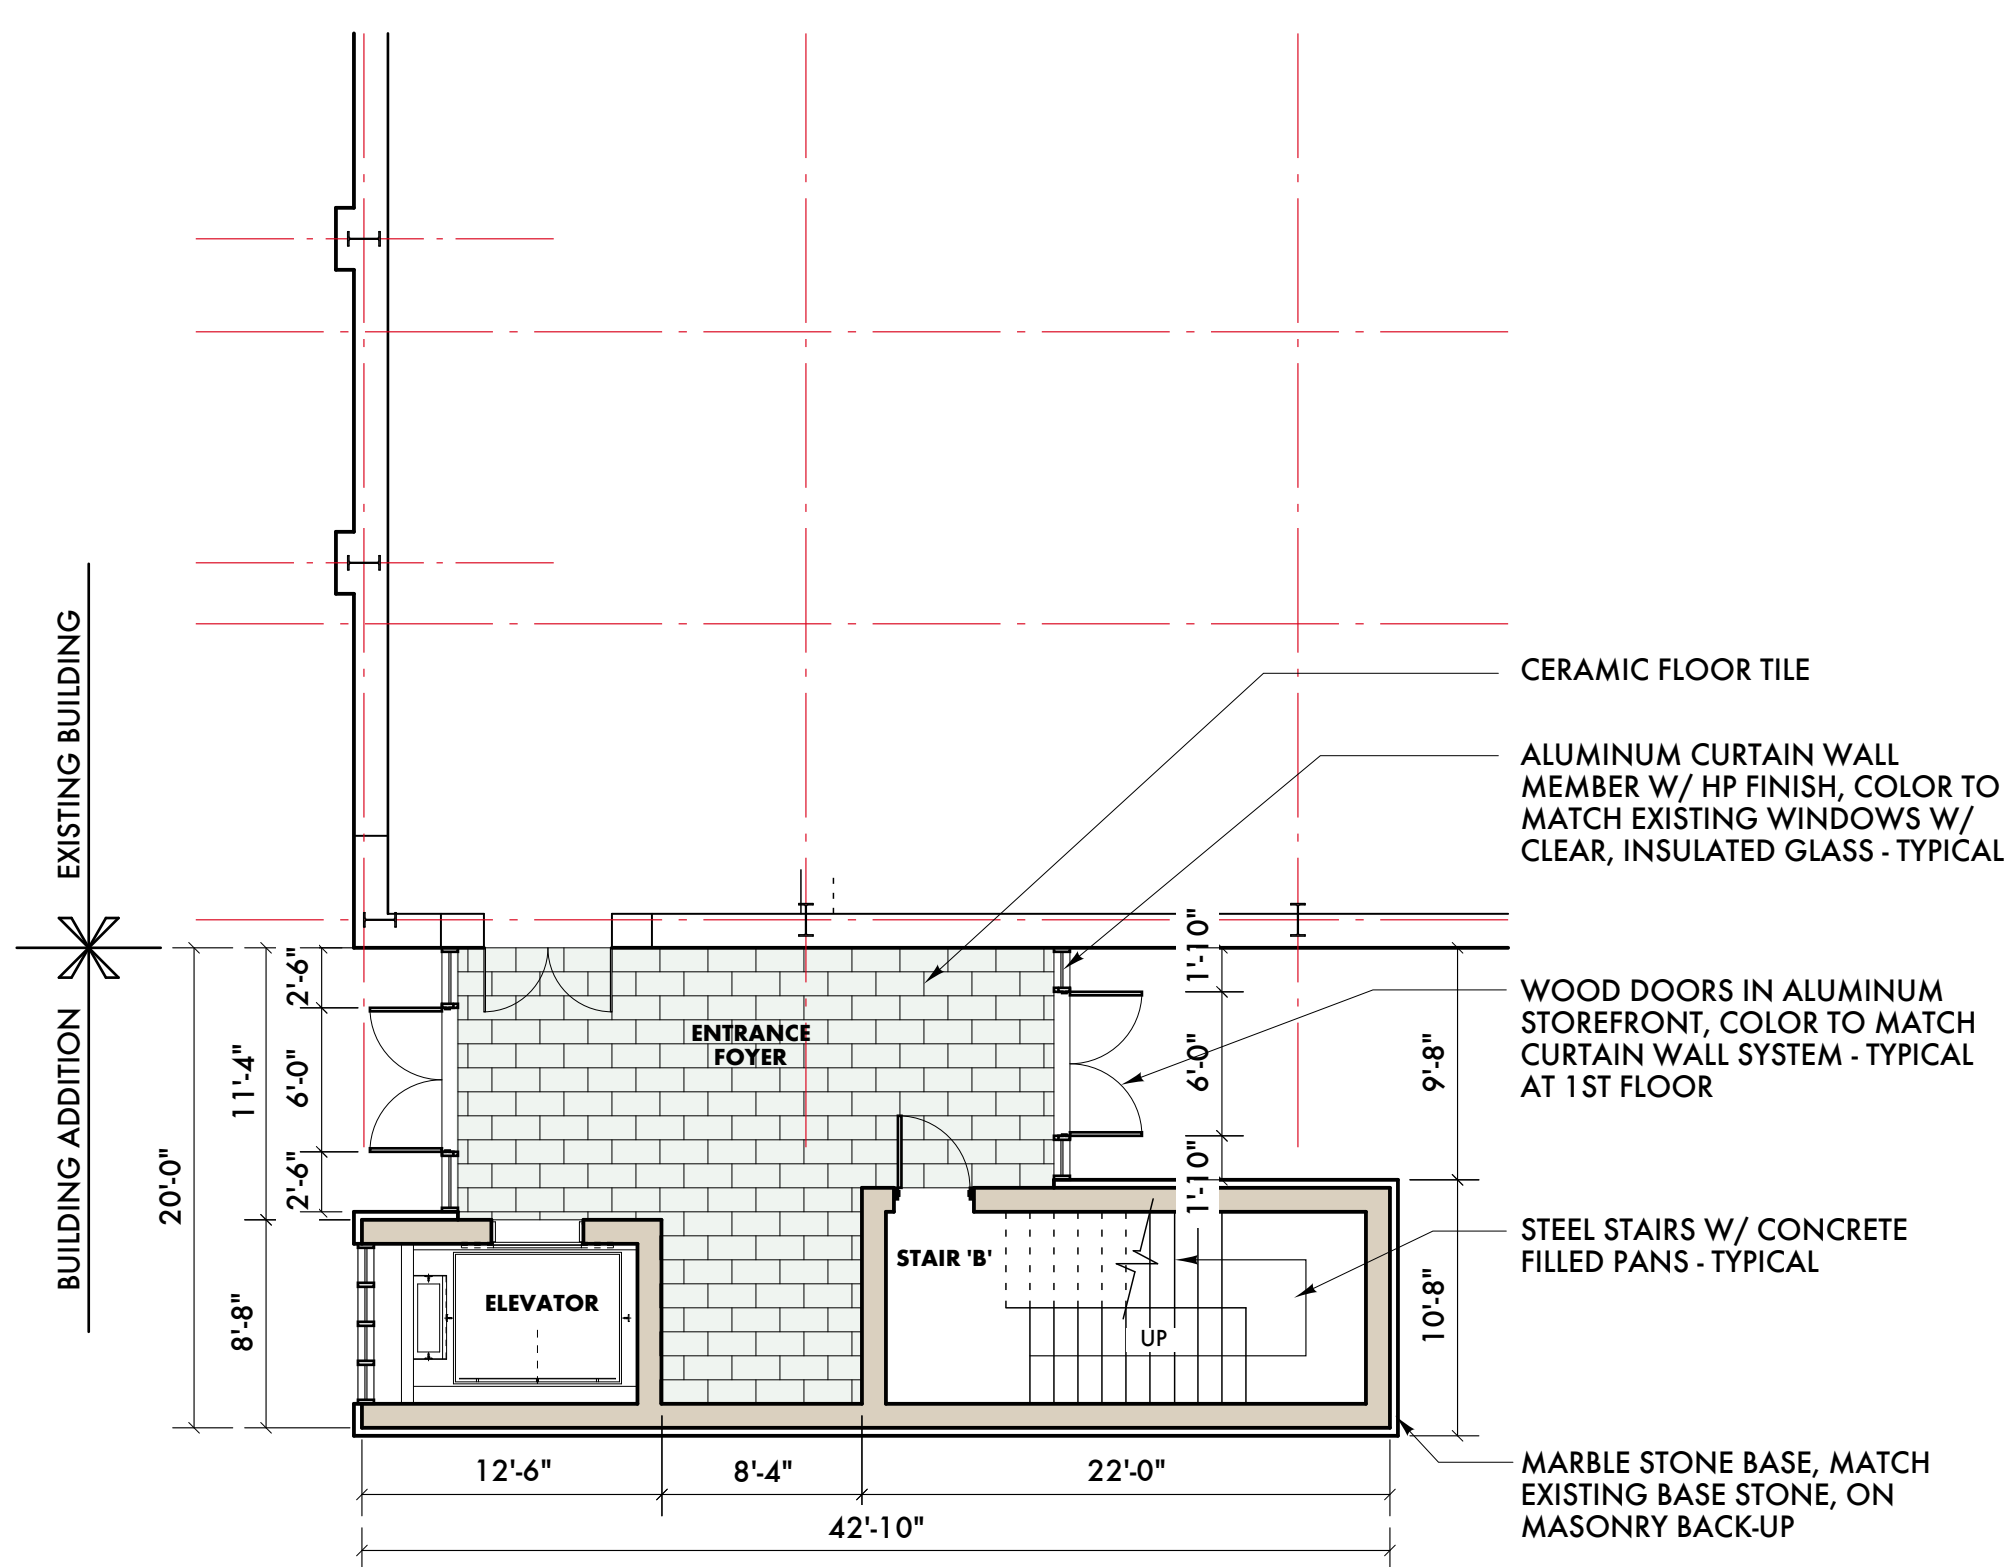 CERAMIC FLOOR TILE
ALUMINUM CURTAIN WALL
MEMBER W/ HP FINISH, COLOR TO
MATCH EXISTING WINDOWS W/
CLEAR, INSULATED GLASS - TYPICAL
WOOD DOORS IN ALUMINUM
STOREFRONT, COLOR TO MATCH
CURTAIN WALL SYSTEM - TYPICAL
AT 1ST FLOOR
STEEL STAIRS W/ CONCRETE
FILLED PANS - TYPICAL
MARBLE STONE BASE, MATCH
EXISTING BASE STONE, ON
MASONRY BACK-UP
EXISTING BUILDING
BUILDING ADDITION
20'-0"
11'-4"
8'-8"
2'-6"
6'-0"
2'-6"
ENTRANCE
FOYER
ELEVATOR
STAIR 'B'
UP
1'-10"
6'-0"
1'-10"
9'-8"
10'-8"
12'-6"
8'-4"
22'-0"
42'-10"